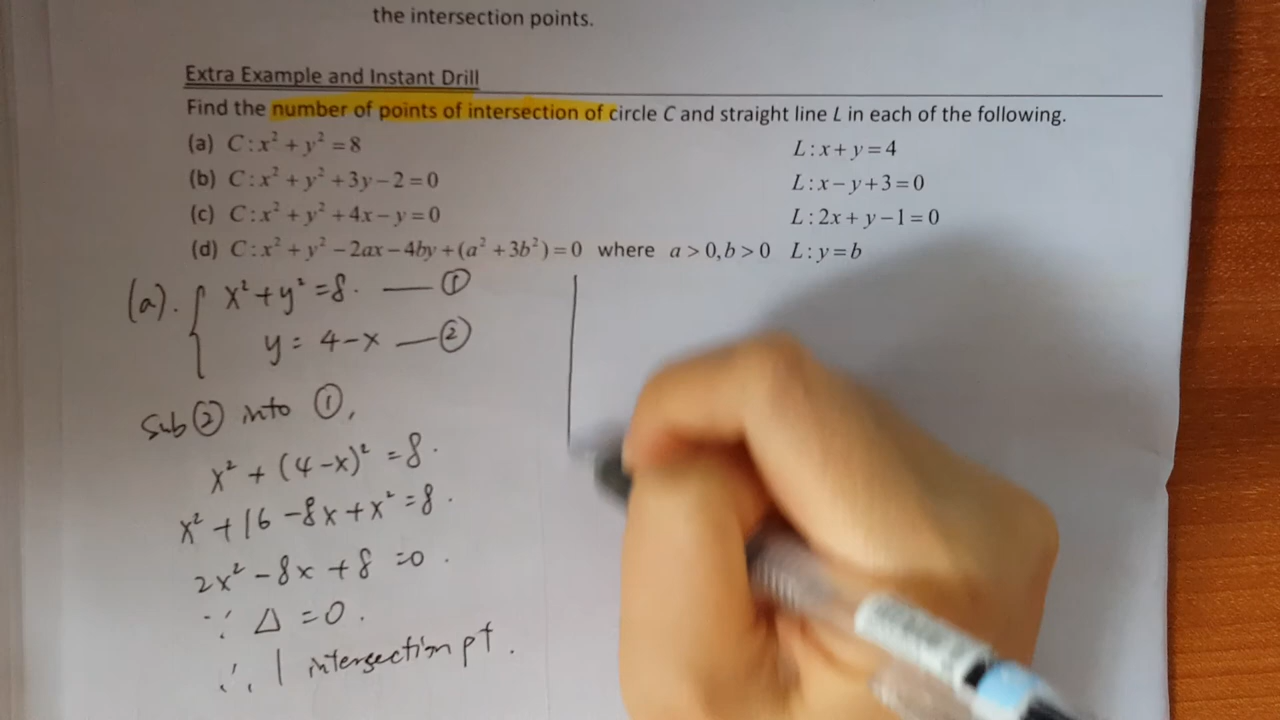 the intersection points.
Extra Example and Instant Drill
Find the number of points of intersection of circle C and straight line L in each of the following.
(a) C:x²+y²=8 L:x+y=4
(b) C:x²+y²+3y−2=0 L:x−y+3=0
(c) C:x²+y²+4x−y=0 L:2x+y−1=0
(d) C:x²+y²−2ax−4by+(a²+3b²)=0 where a>0,b>0 L:y=b
(a). { x²+y²=8. — ①
y=4−x — ②
Sub ② into ①,
x²+(4−x)²=8.
x²+16−8x+x²=8.
2x²−8x+8=0.
∵ Δ=0.
∴ 1 intersection pt.